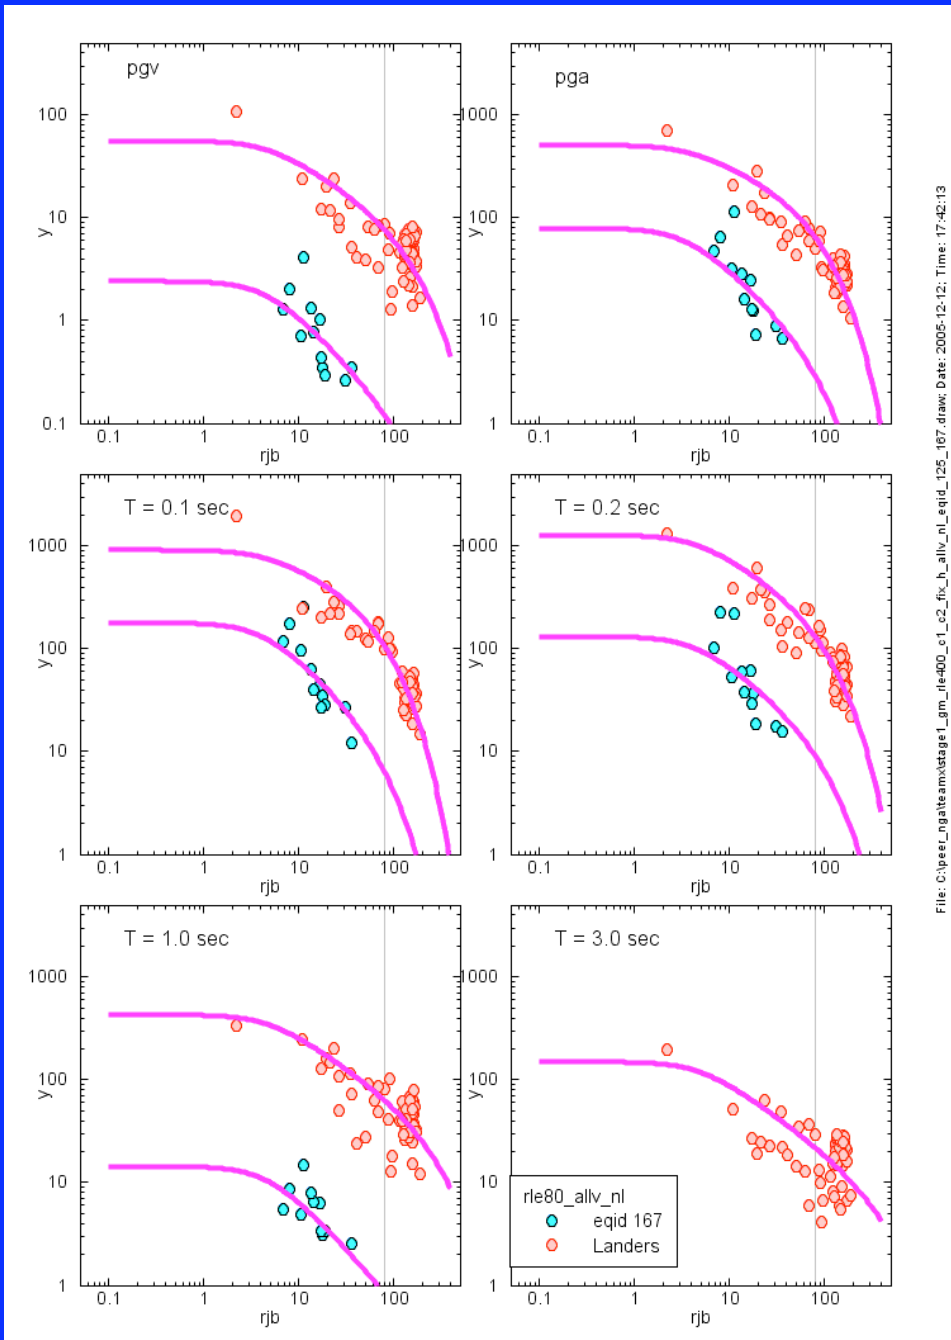 pgv
100
10
1
0.1
y
0.1 1 10 100
rjb
pga
1000
100
10
1
y
0.1 1 10 100
rjb
T = 0.1 sec
1000
100
10
1
y
0.1 1 10 100
rjb
T = 0.2 sec
1000
100
10
1
y
0.1 1 10 100
rjb
T = 1.0 sec
1000
100
10
1
y
0.1 1 10 100
rjb
T = 3.0 sec
1000
100
10
1
y
0.1 1 10 100
rjb
rle80_allv_nl
eqid 167
Landers
File: C:\peer_nga\teamx\stage1_gm_rle400_c1_c2_fix_h_allv_nl_eqid_125_167.draw; Date: 2005-12-12; Time: 17:42:13